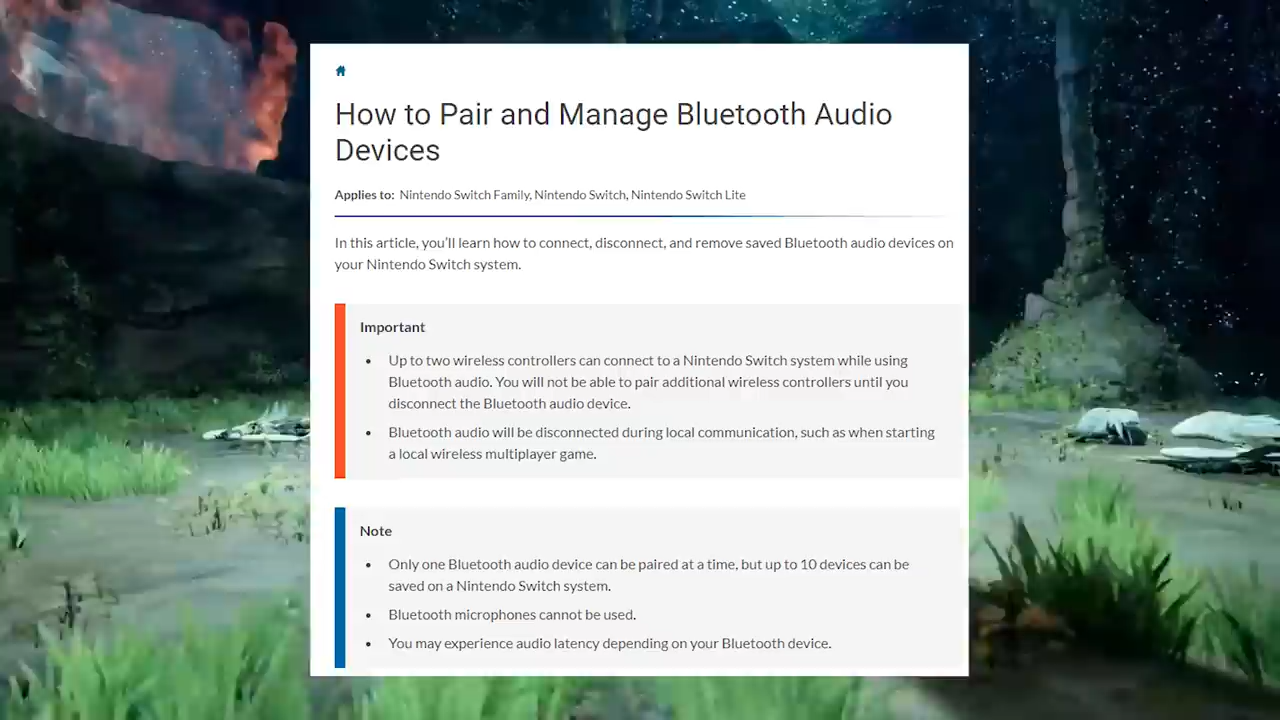 How to Pair and Manage Bluetooth Audio
Devices
Applies to: Nintendo Switch Family, Nintendo Switch, Nintendo Switch Lite
In this article, you’ll learn how to connect, disconnect, and remove saved Bluetooth audio devices on
your Nintendo Switch system.
Important
• Up to two wireless controllers can connect to a Nintendo Switch system while using
Bluetooth audio. You will not be able to pair additional wireless controllers until you
disconnect the Bluetooth audio device.
• Bluetooth audio will be disconnected during local communication, such as when starting
a local wireless multiplayer game.
Note
• Only one Bluetooth audio device can be paired at a time, but up to 10 devices can be
saved on a Nintendo Switch system.
• Bluetooth microphones cannot be used.
• You may experience audio latency depending on your Bluetooth device.